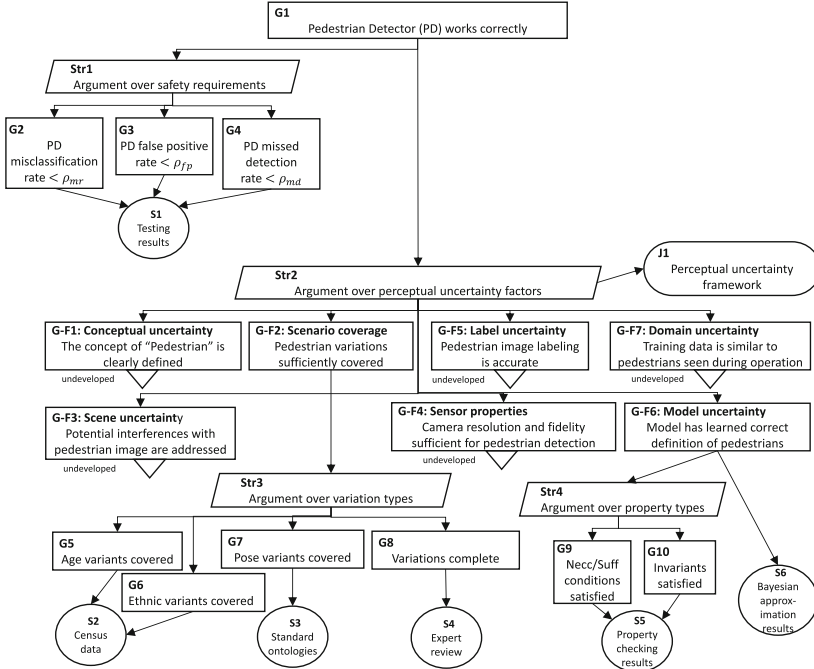 G1
Pedestrian Detector (PD) works correctly
Str1
Argument over safety requirements
G2
PD
misclassification
rate < ρmr
G3
PD false positive
rate < ρfp
G4
PD missed
detection
rate < ρmd
S1
Testing
results
Str2
Argument over perceptual uncertainty factors
J1
Perceptual uncertainty
framework
G-F1: Conceptual uncertainty
The concept of “Pedestrian” is
clearly defined
undeveloped
G-F2: Scenario coverage
Pedestrian variations
sufficiently covered
G-F5: Label uncertainty
Pedestrian image labeling
is accurate
undeveloped
G-F7: Domain uncertainty
Training data is similar to
pedestrians seen during operation
undeveloped
G-F3: Scene uncertainty
Potential interferences with
pedestrian image are addressed
undeveloped
G-F4: Sensor properties
Camera resolution and fidelity
sufficient for pedestrian detection
undeveloped
G-F6: Model uncertainty
Model has learned correct
definition of pedestrians
Str3
Argument over variation types
Str4
Argument over property types
G5
Age variants covered
G6
Ethnic variants covered
G7
Pose variants covered
G8
Variations complete
G9
Necc/Suff
conditions
satisfied
G10
Invariants
satisfied
S2
Census
data
S3
Standard
ontologies
S4
Expert
review
S5
Property
checking
results
S6
Bayesian
approx-
imation
results